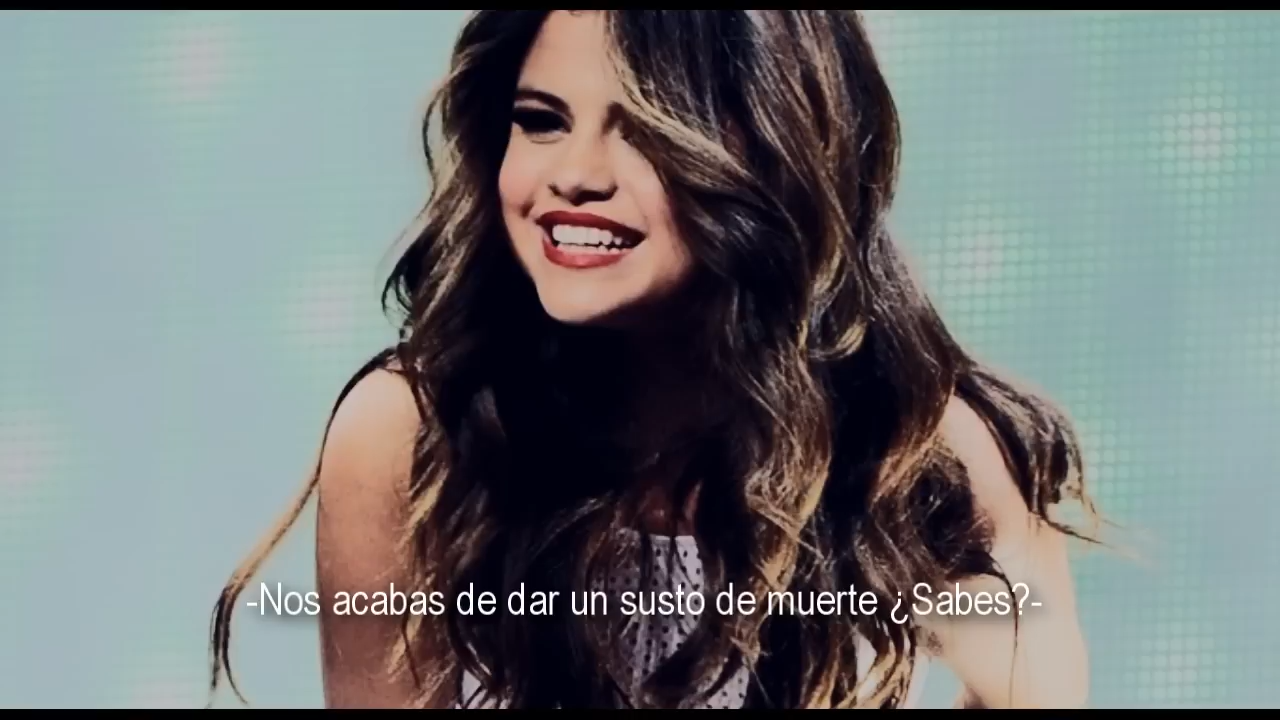 -Nos acabas de dar un susto de muerte ¿Sabes?-